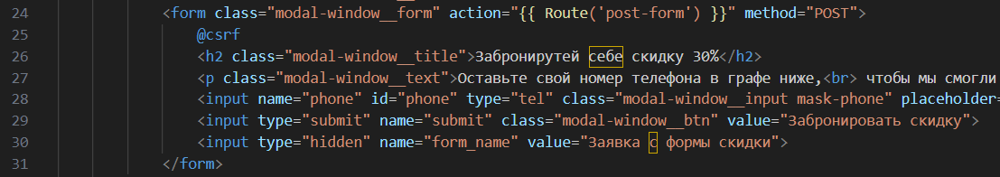 24 <form class="modal-window__form" action="{{ Route('post-form') }}" method="POST">
25 @csrf
26 <h2 class="modal-window__title">Забронирутей себе скидку 30%</h2>
27 <p class="modal-window__text">Оставьте свой номер телефона в графе ниже,<br> чтобы мы смогли
28 <input name="phone" id="phone" type="tel" class="modal-window__input mask-phone" placeholder=
29 <input type="submit" name="submit" class="modal-window__btn" value="Забронировать скидку">
30 <input type="hidden" name="form_name" value="Заявка с формы скидки">
31 </form>